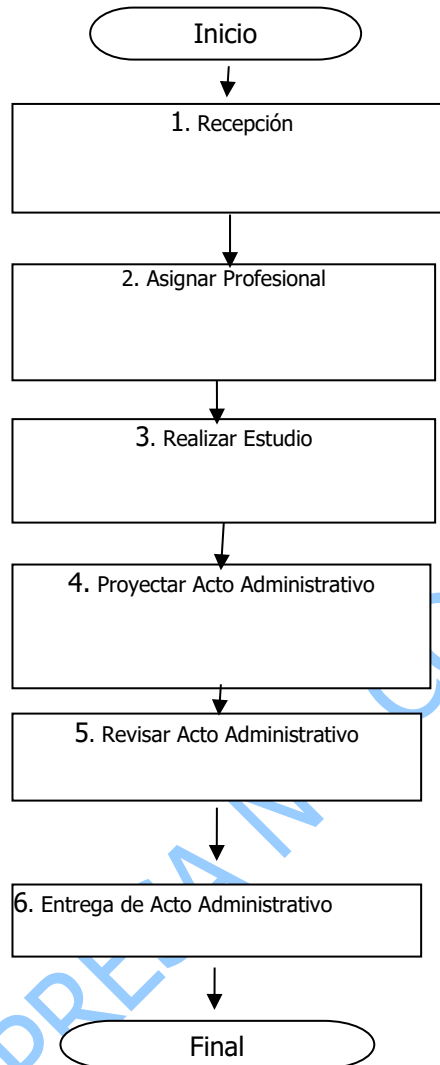 Inicio
1. Recepción
2. Asignar Profesional
3. Realizar Estudio
4. Proyectar Acto Administrativo
5. Revisar Acto Administrativo
6. Entrega de Acto Administrativo
Final